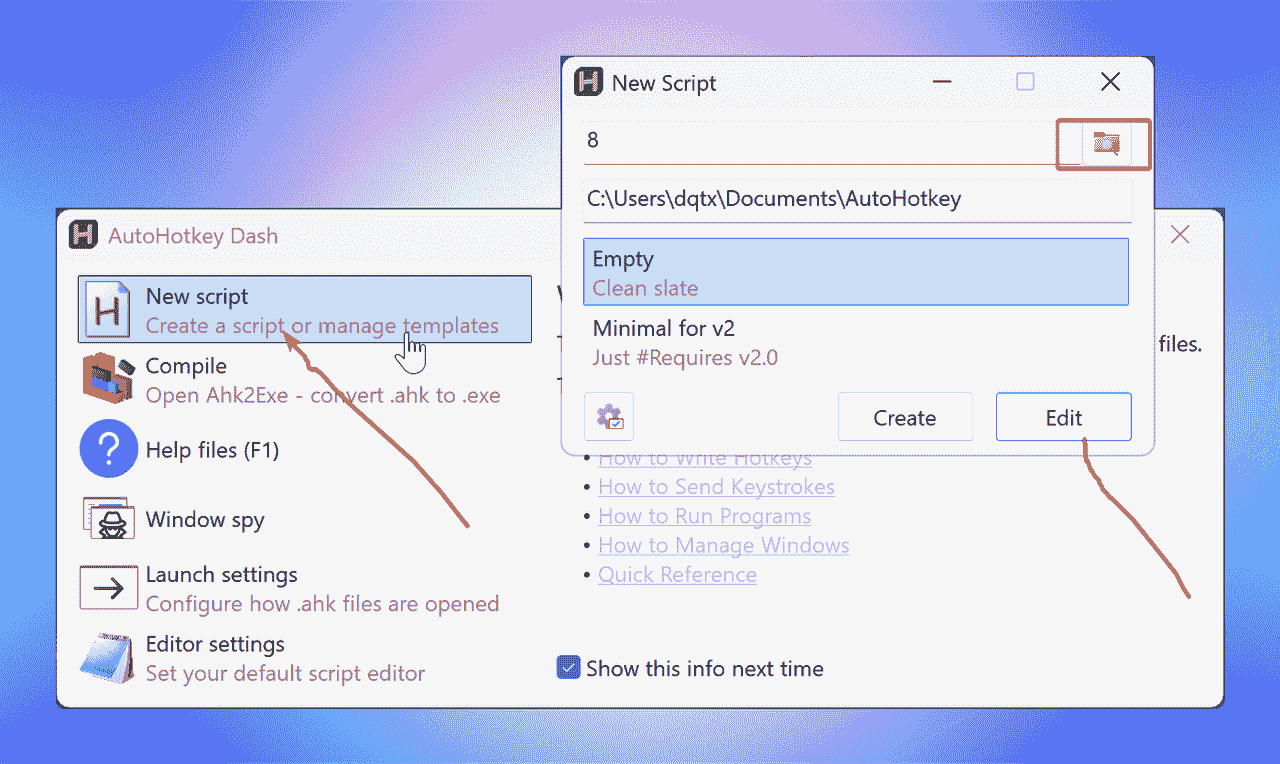 New Script
8
C:\Users\dqtx\Documents\AutoHotkey
Empty
Clean slate
Minimal for v2
Just #Requires v2.0
Create
Edit
AutoHotkey Dash
New script
Create a script or manage templates
Compile
Open Ahk2Exe - convert .ahk to .exe
Help files (F1)
Window spy
Launch settings
Configure how .ahk files are opened
Editor settings
Set your default script editor
files.
• How to Write Hotkeys
• How to Send Keystrokes
• How to Run Programs
• How to Manage Windows
• Quick Reference
Show this info next time